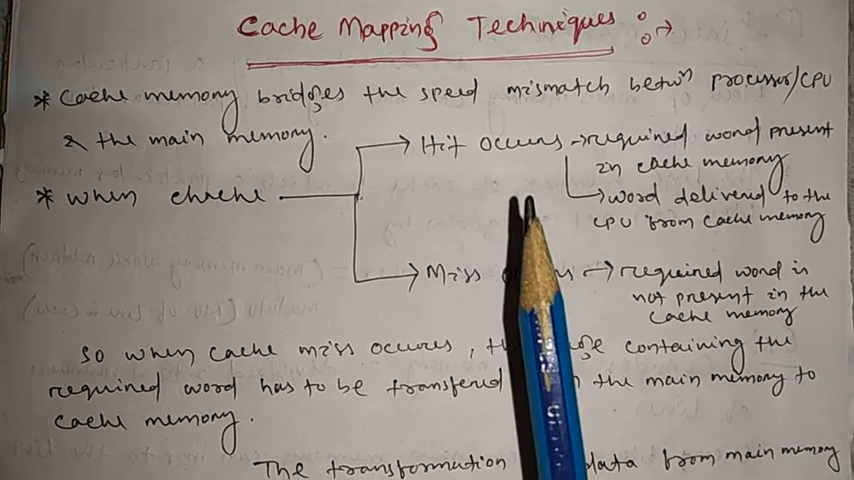 Cache Mapping Techniques :→
* Cache memory bridges the speed mismatch betwn processor/CPU
& the main memory.
→ Hit occurs → required word present
in cache memory
→ word delivered to the
CPU from cache memory
* when chache
→ Miss → required word is
not present in the
cache memory
So when cache miss occures, the containing the
required word has to be transfered the main memory to
cache memory.
The transformation data from main memory